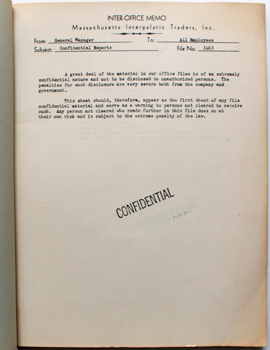 INTER-OFFICE MEMO
Massachusetts Intergalatic Traders, Inc.
From: General Manager To: All Employees
Subject: Confidential Reports File No. 3463
A great deal of the material in our office files is of an extremely
confidential nature and not to be disclosed to unauthorized persons. The
penalties for such disclosure are very severe both from the company and
government.
This sheet should, therefore, appear as the first sheet of any file
confidential material and serve as a warning to persons not cleared to receive
such. Any person not cleared who reads further in this file does so at
their own risk and is subject to the extreme penalty of the law.
CONFIDENTIAL